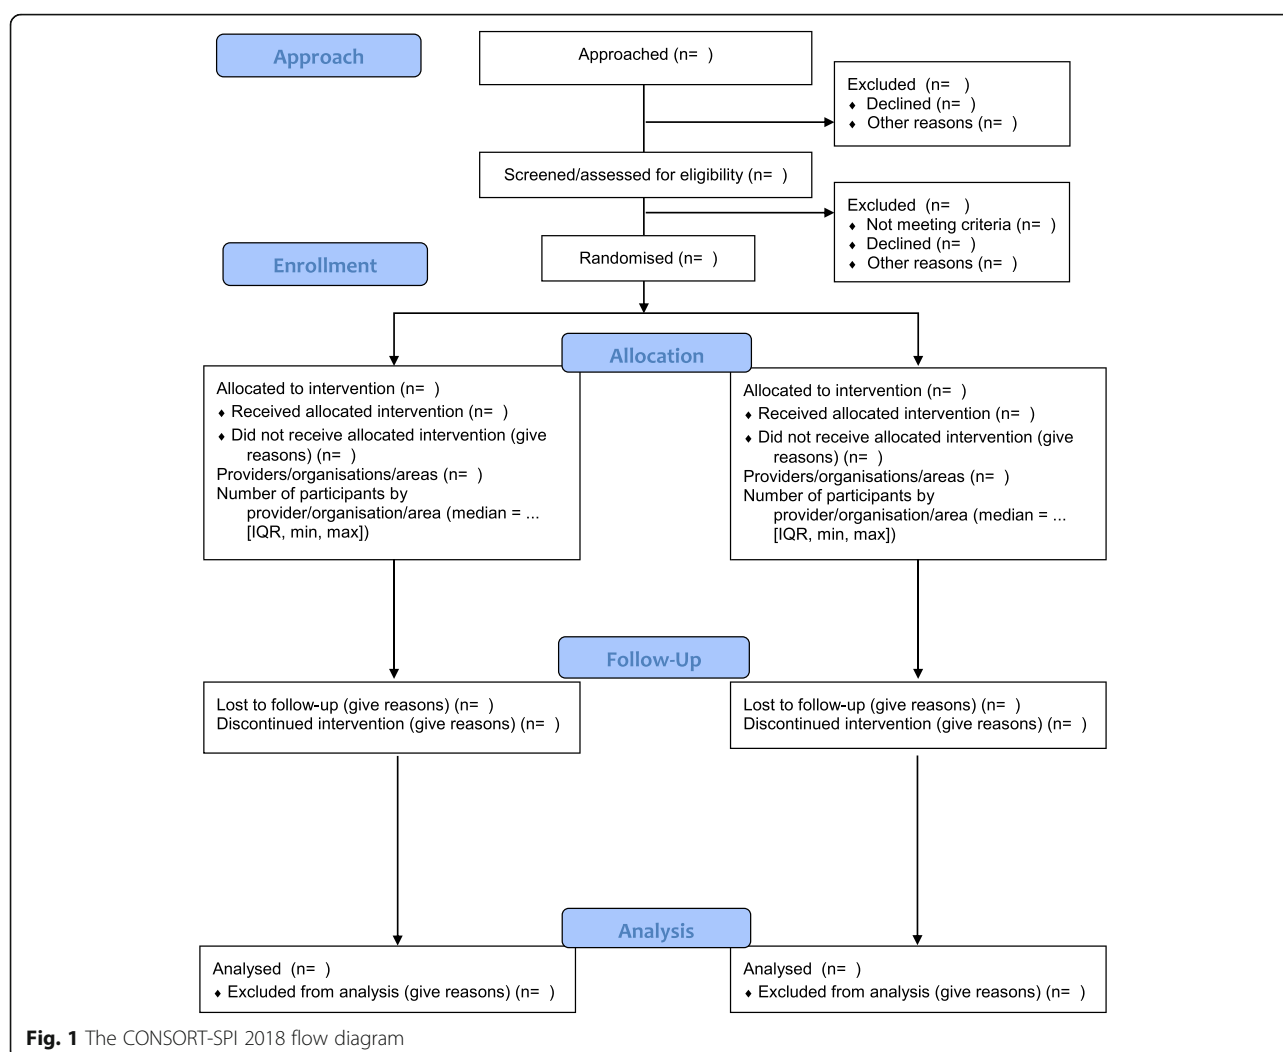 Approach
Approached (n=  )
Excluded  (n=   )
♦ Declined (n=  )
♦ Other reasons (n=  )
Screened/assessed for eligibility (n=  )
Excluded  (n=   )
♦ Not meeting criteria (n=  )
♦ Declined (n=  )
♦ Other reasons (n=  )
Enrollment
Randomised (n=  )
Allocation
Allocated to intervention (n=  )
♦ Received allocated intervention (n=  )
♦ Did not receive allocated intervention (give
reasons) (n=  )
Providers/organisations/areas (n=  )
Number of participants by
provider/organisation/area (median = ...
[IQR, min, max])
Allocated to intervention (n=  )
♦ Received allocated intervention (n=  )
♦ Did not receive allocated intervention (give
reasons) (n=  )
Providers/organisations/areas (n=  )
Number of participants by
provider/organisation/area (median = ...
[IQR, min, max])
Follow-Up
Lost to follow-up (give reasons) (n=  )
Discontinued intervention (give reasons) (n=  )
Lost to follow-up (give reasons) (n=  )
Discontinued intervention (give reasons) (n=  )
Analysis
Analysed  (n=  )
♦ Excluded from analysis (give reasons) (n=  )
Analysed  (n=  )
♦ Excluded from analysis (give reasons) (n=  )
Fig. 1 The CONSORT-SPI 2018 flow diagram